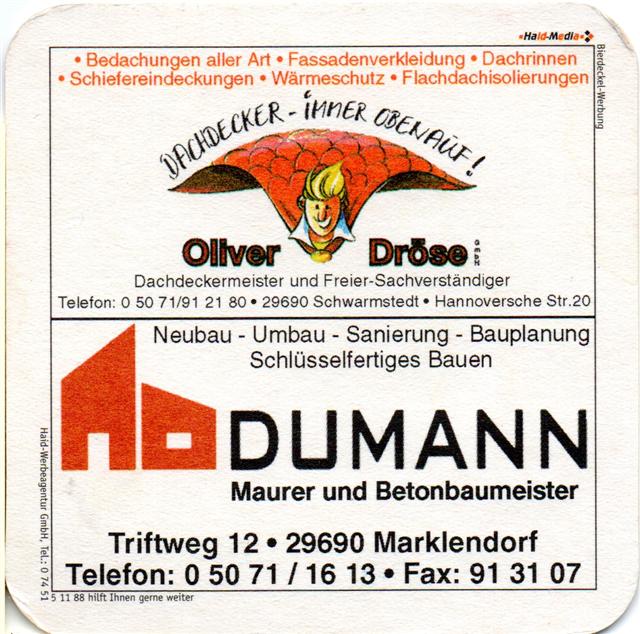 •Haid-Media•
• Bedachungen aller Art • Fassadenverkleidung • Dachrinnen
• Schiefereindeckungen • Wärmeschutz • Flachdachisolierungen
Bierdeckel-Werbung
DACHDECKER - IMMER OBENAUF!
Oliver Dröse GmbH
Dachdeckermeister und Freier-Sachverständiger
Telefon: 0 50 71/91 21 80 • 29690 Schwarmstedt • Hannoversche Str.20
Neubau - Umbau - Sanierung - Bauplanung
Schlüsselfertiges Bauen
DUMANN
Maurer und Betonbaumeister
Triftweg 12 • 29690 Marklendorf
Telefon: 0 50 71 / 16 13 • Fax: 91 31 07
Haid-Werbeagentur GmbH, Tel.: 0 74 51
5 11 88 hilft Ihnen gerne weiter